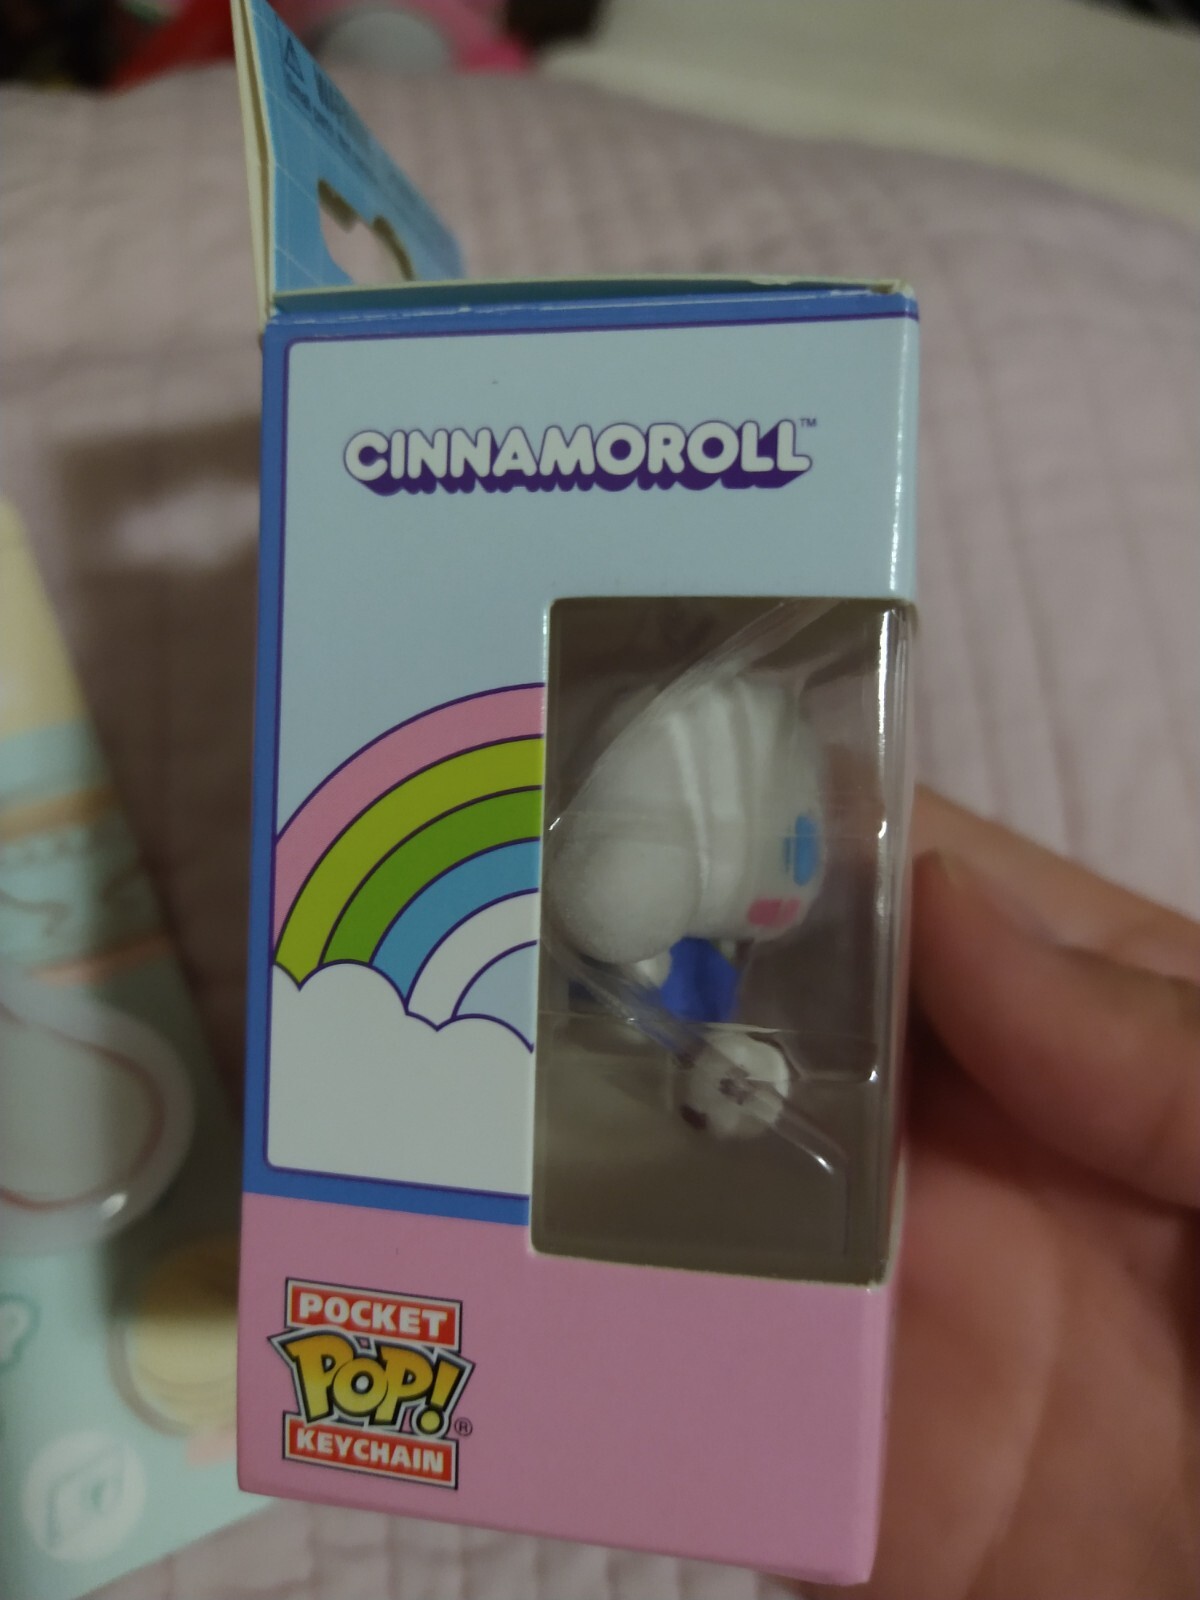 CINNAMOROLL™
POCKET
POP!®
KEYCHAIN